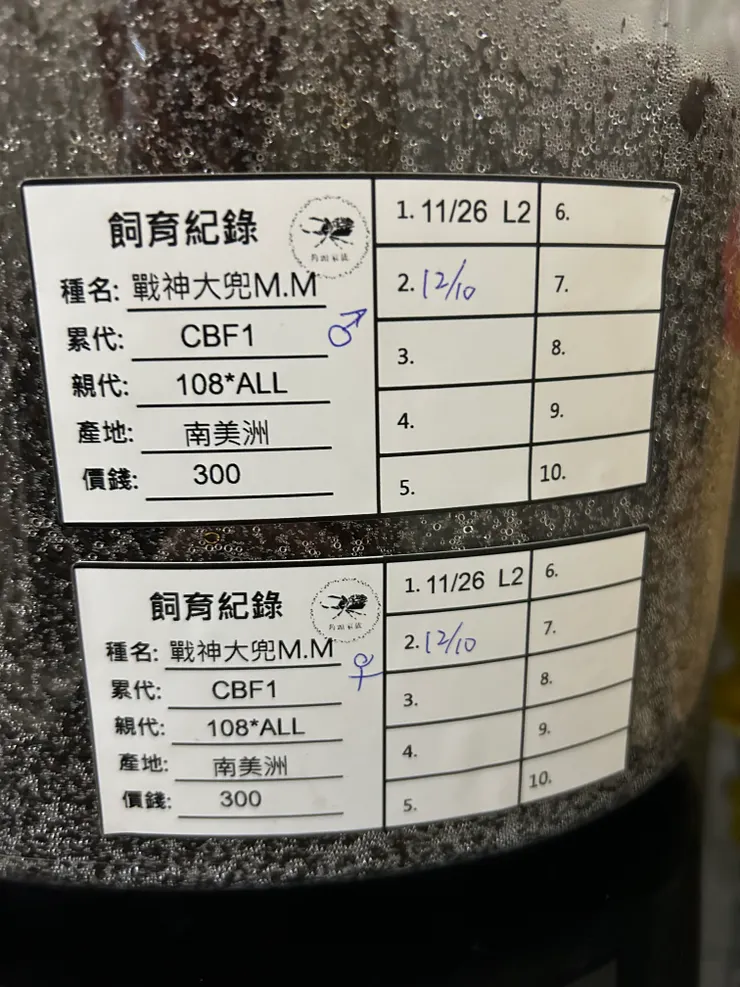 飼育紀錄
種名: 戰神大兜M.M
累代: CBF1 ♂
親代: 108*ALL
產地: 南美洲
價錢: 300
1. 11/26 L2
2. 12/10
3.
4.
5.
6.
7.
8.
9.
10.
飼育紀錄
種名: 戰神大兜M.M
累代: CBF1 ♀
親代: 108*ALL
產地: 南美洲
價錢: 300
1. 11/26 L2
2. 12/10
3.
4.
5.
6.
7.
8.
9.
10.